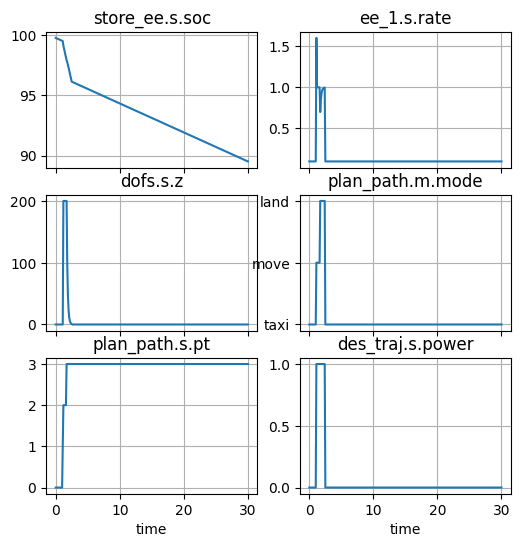 store_ee.s.soc
100
95
90
ee_1.s.rate
1.5
1.0
0.5
dofs.s.z
200
100
0
plan_path.m.mode
land
move
taxi
plan_path.s.pt
3
2
1
0
0 10 20 30
time
des_traj.s.power
1.0
0.5
0.0
0 10 20 30
time